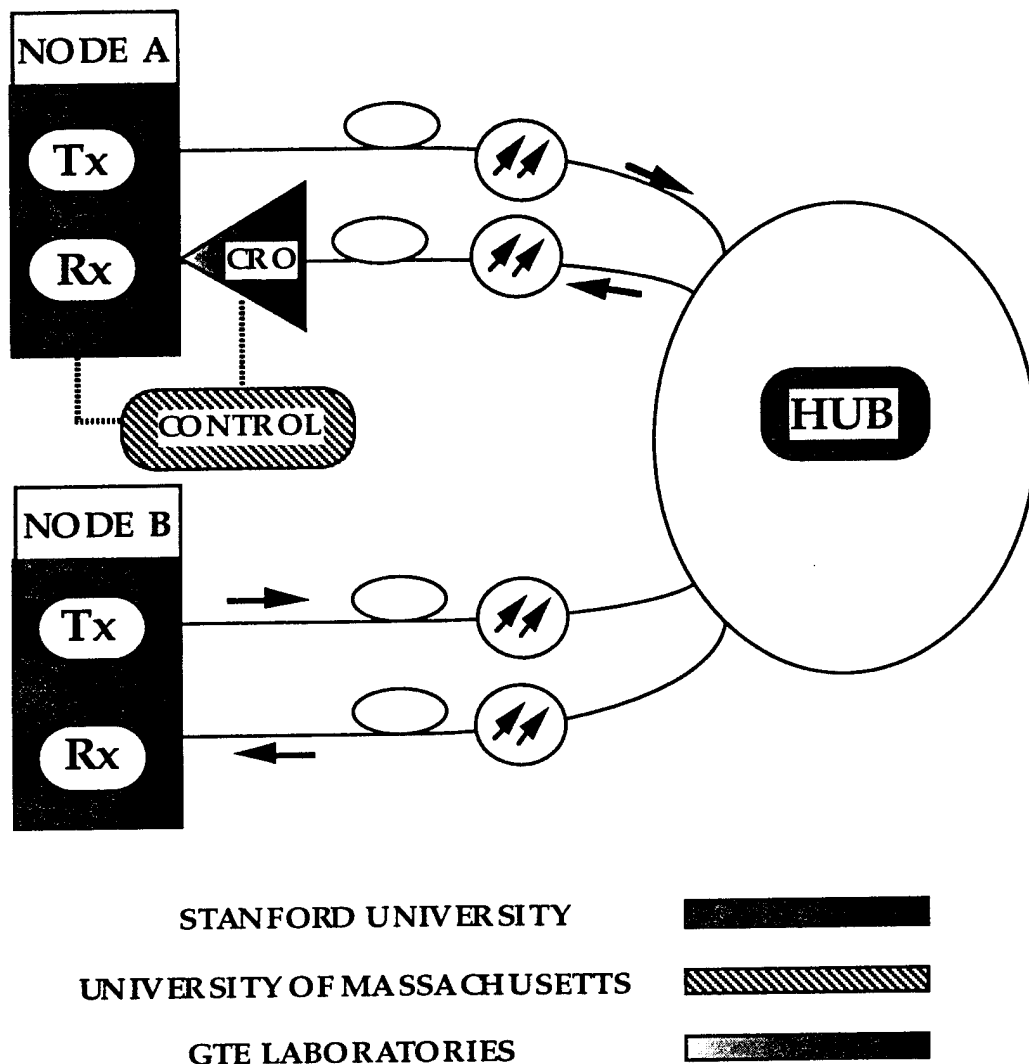 NODE A
Tx
Rx
CRO
CONTROL
HUB
NODE B
Tx
Rx
STANFORD UNIVERSITY
UNIVERSITY OF MASSACHUSETTS
GTE LABORATORIES